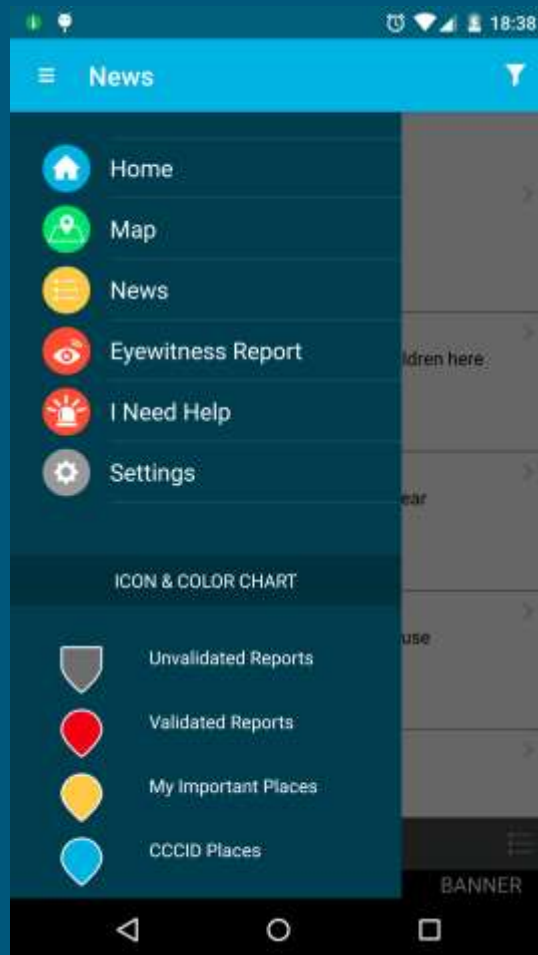 18:38
News
Home
Map
News
Eyewitness Report
ldren here
I Need Help
Settings
ear
ICON & COLOR CHART
use
Unvalidated Reports
Validated Reports
My Important Places
CCCID Places
BANNER